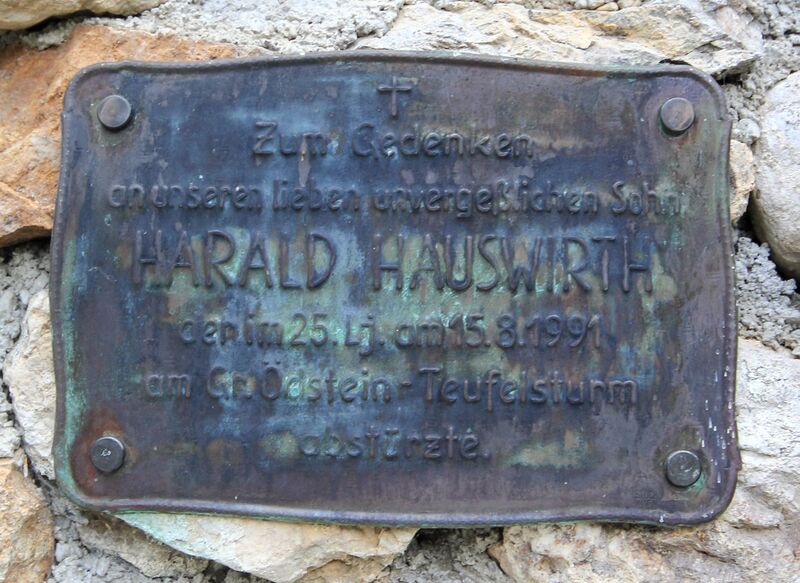 Zum Gedenken
an unseren lieben unvergeßlichen Sohn
HARALD HAUSWIRTH
der im 25. Lj. am 15.8.1991
am Gr. Ödstein-Teufelsturm
abstürzte.